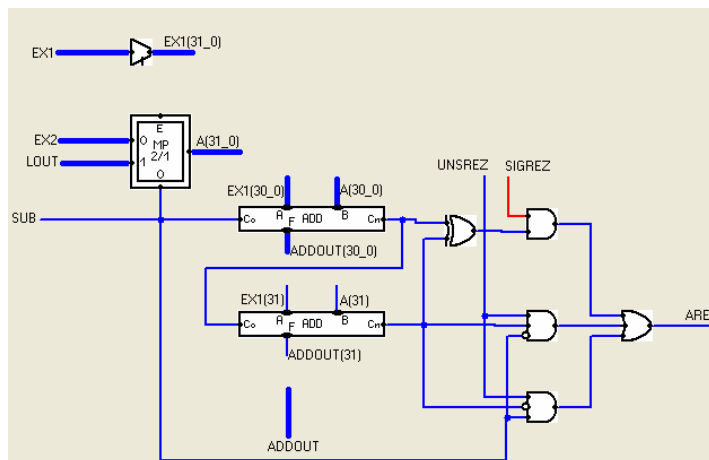 EX1
EX1(31_0)
E
EX2
0
MP
A(31_0)
LOUT
1
2/1
O
UNSREZ
SIGREZ
EX1(30_0)
A(30_0)
SUB
Co
A
F
ADD
B
Cn
ADDOUT(30_0)
EX1(31)
A(31)
Co
A
F
ADD
B
Cn
ARE
ADDOUT(31)
ADDOUT